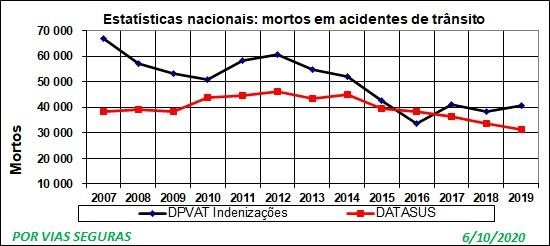 Estatísticas nacionais: mortos em acidentes de trânsito
70 000
60 000
50 000
40 000
30 000
20 000
10 000
Mortos
2007 2008 2009 2010 2011 2012 2013 2014 2015 2016 2017 2018 2019
DPVAT Indenizações DATASUS
POR VIAS SEGURAS 6/10/2020